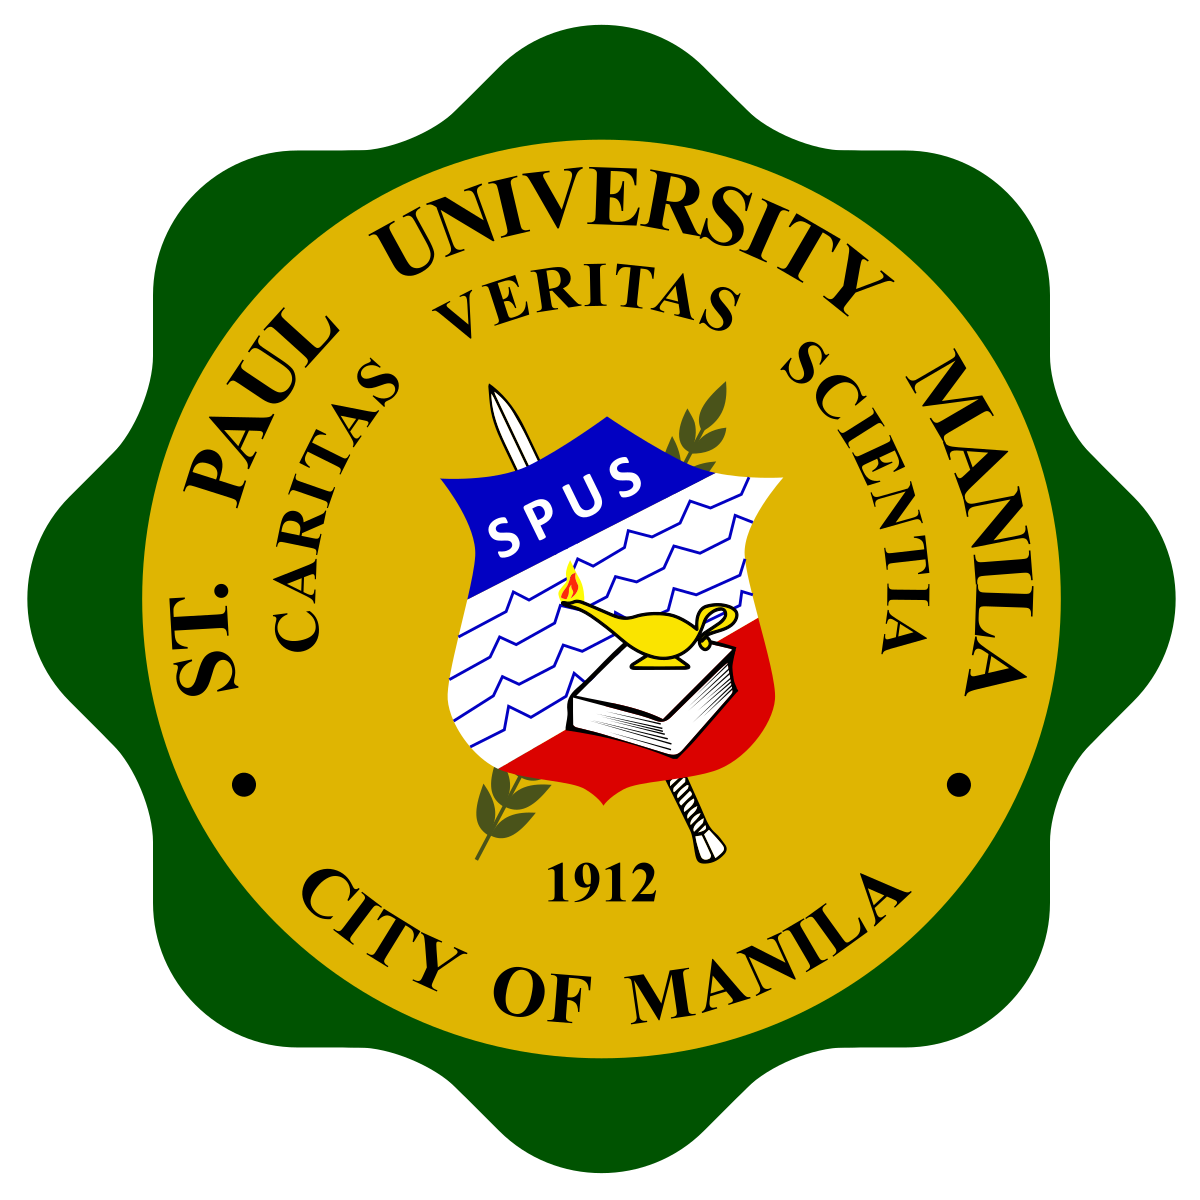 ST. PAUL UNIVERSITY MANILA
CARITAS VERITAS SCIENTIA
SPUS
1912
CITY OF MANILA